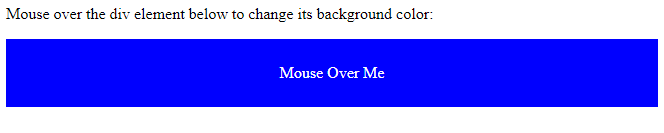 Mouse over the div element below to change its background color:
Mouse Over Me